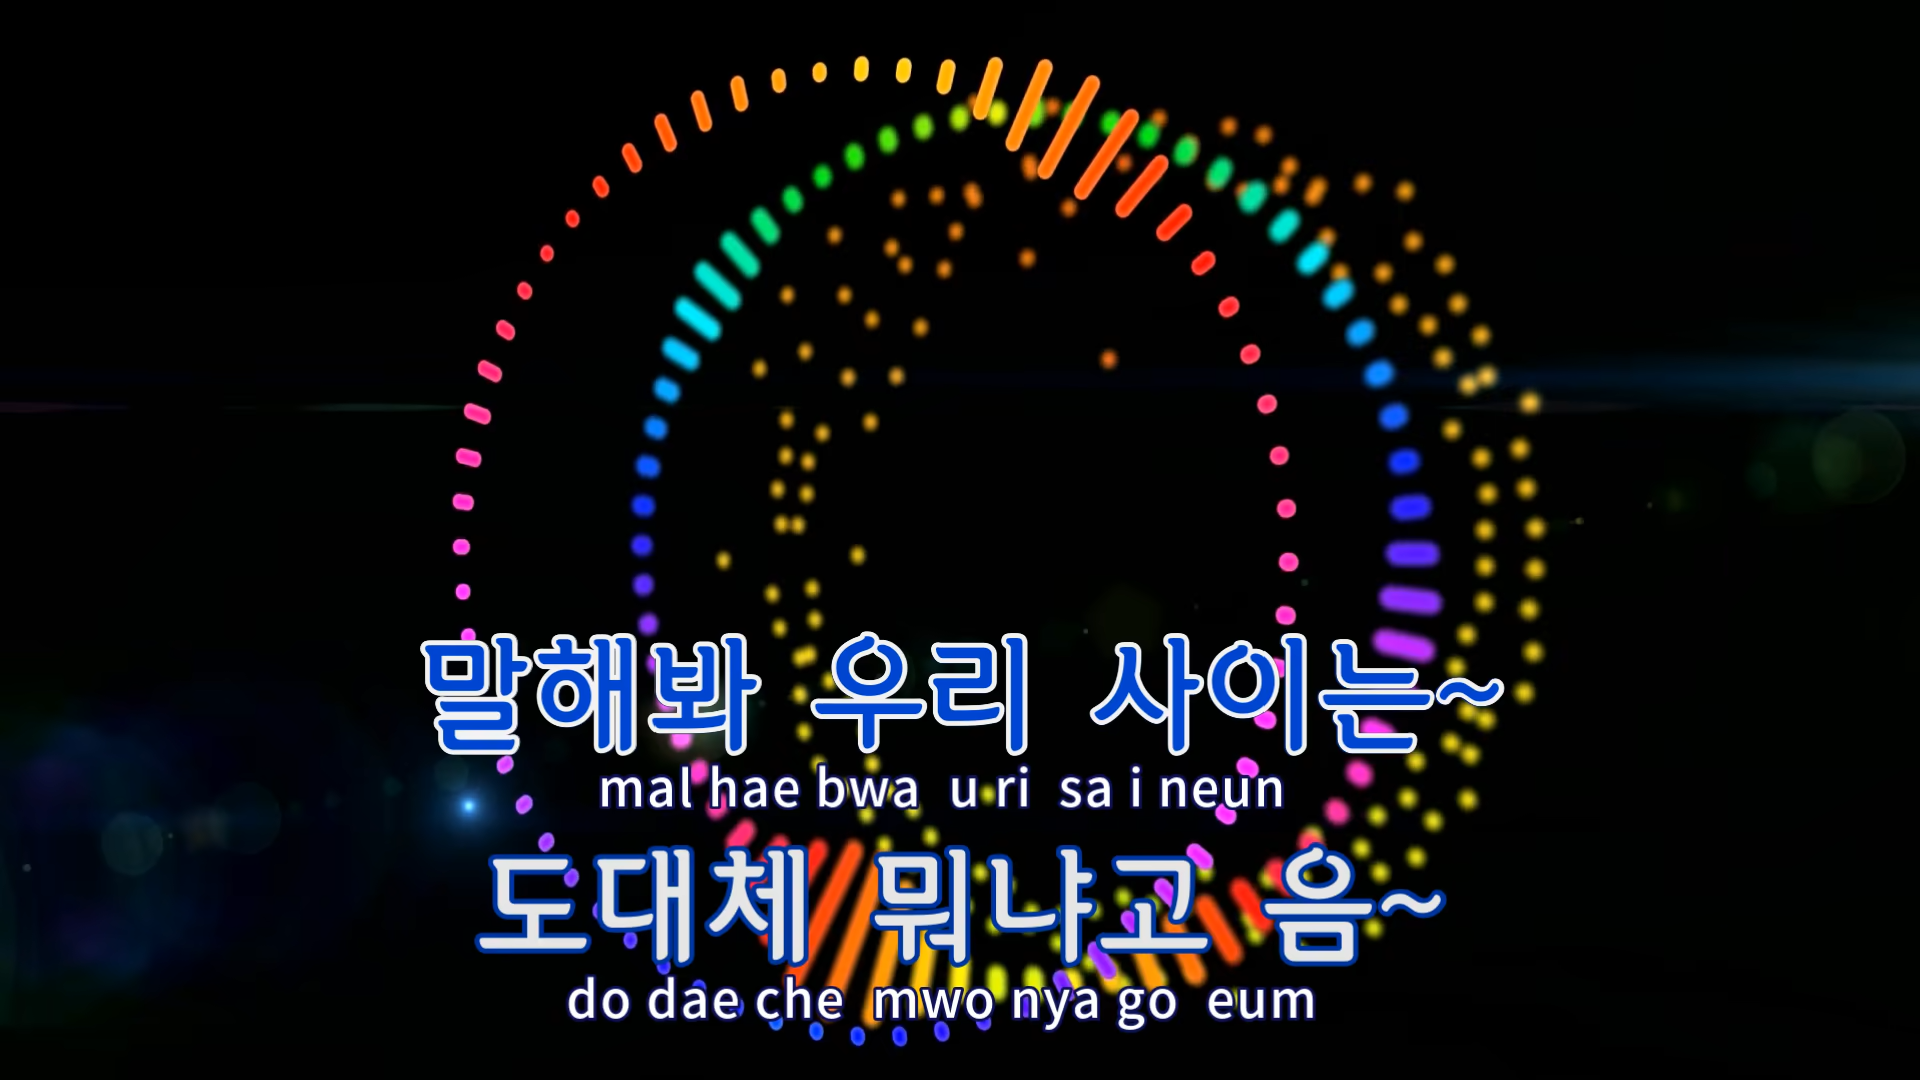 말해봐 우리 사이는~
mal hae bwa u ri sa i neun
도대체 뭐냐고 음~
do dae che mwo nya go eum